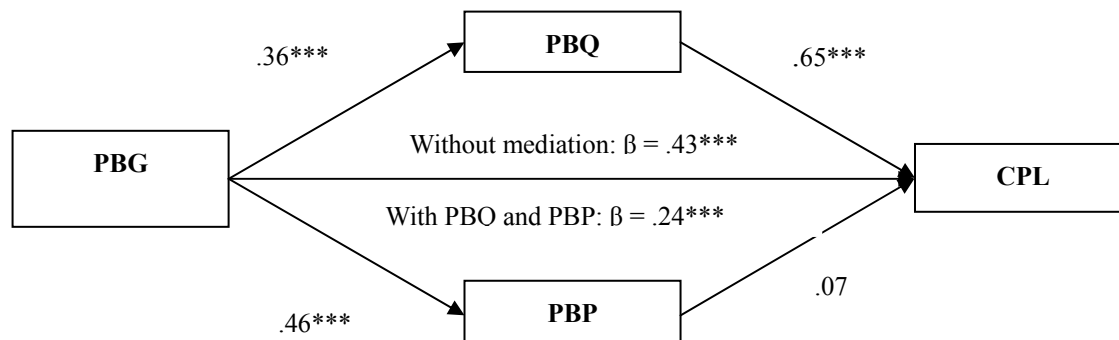 PBQ
.36***
.65***
Without mediation: β = .43***
PBG
CPL
With PBO and PBP: β = .24***
.07
PBP
.46***